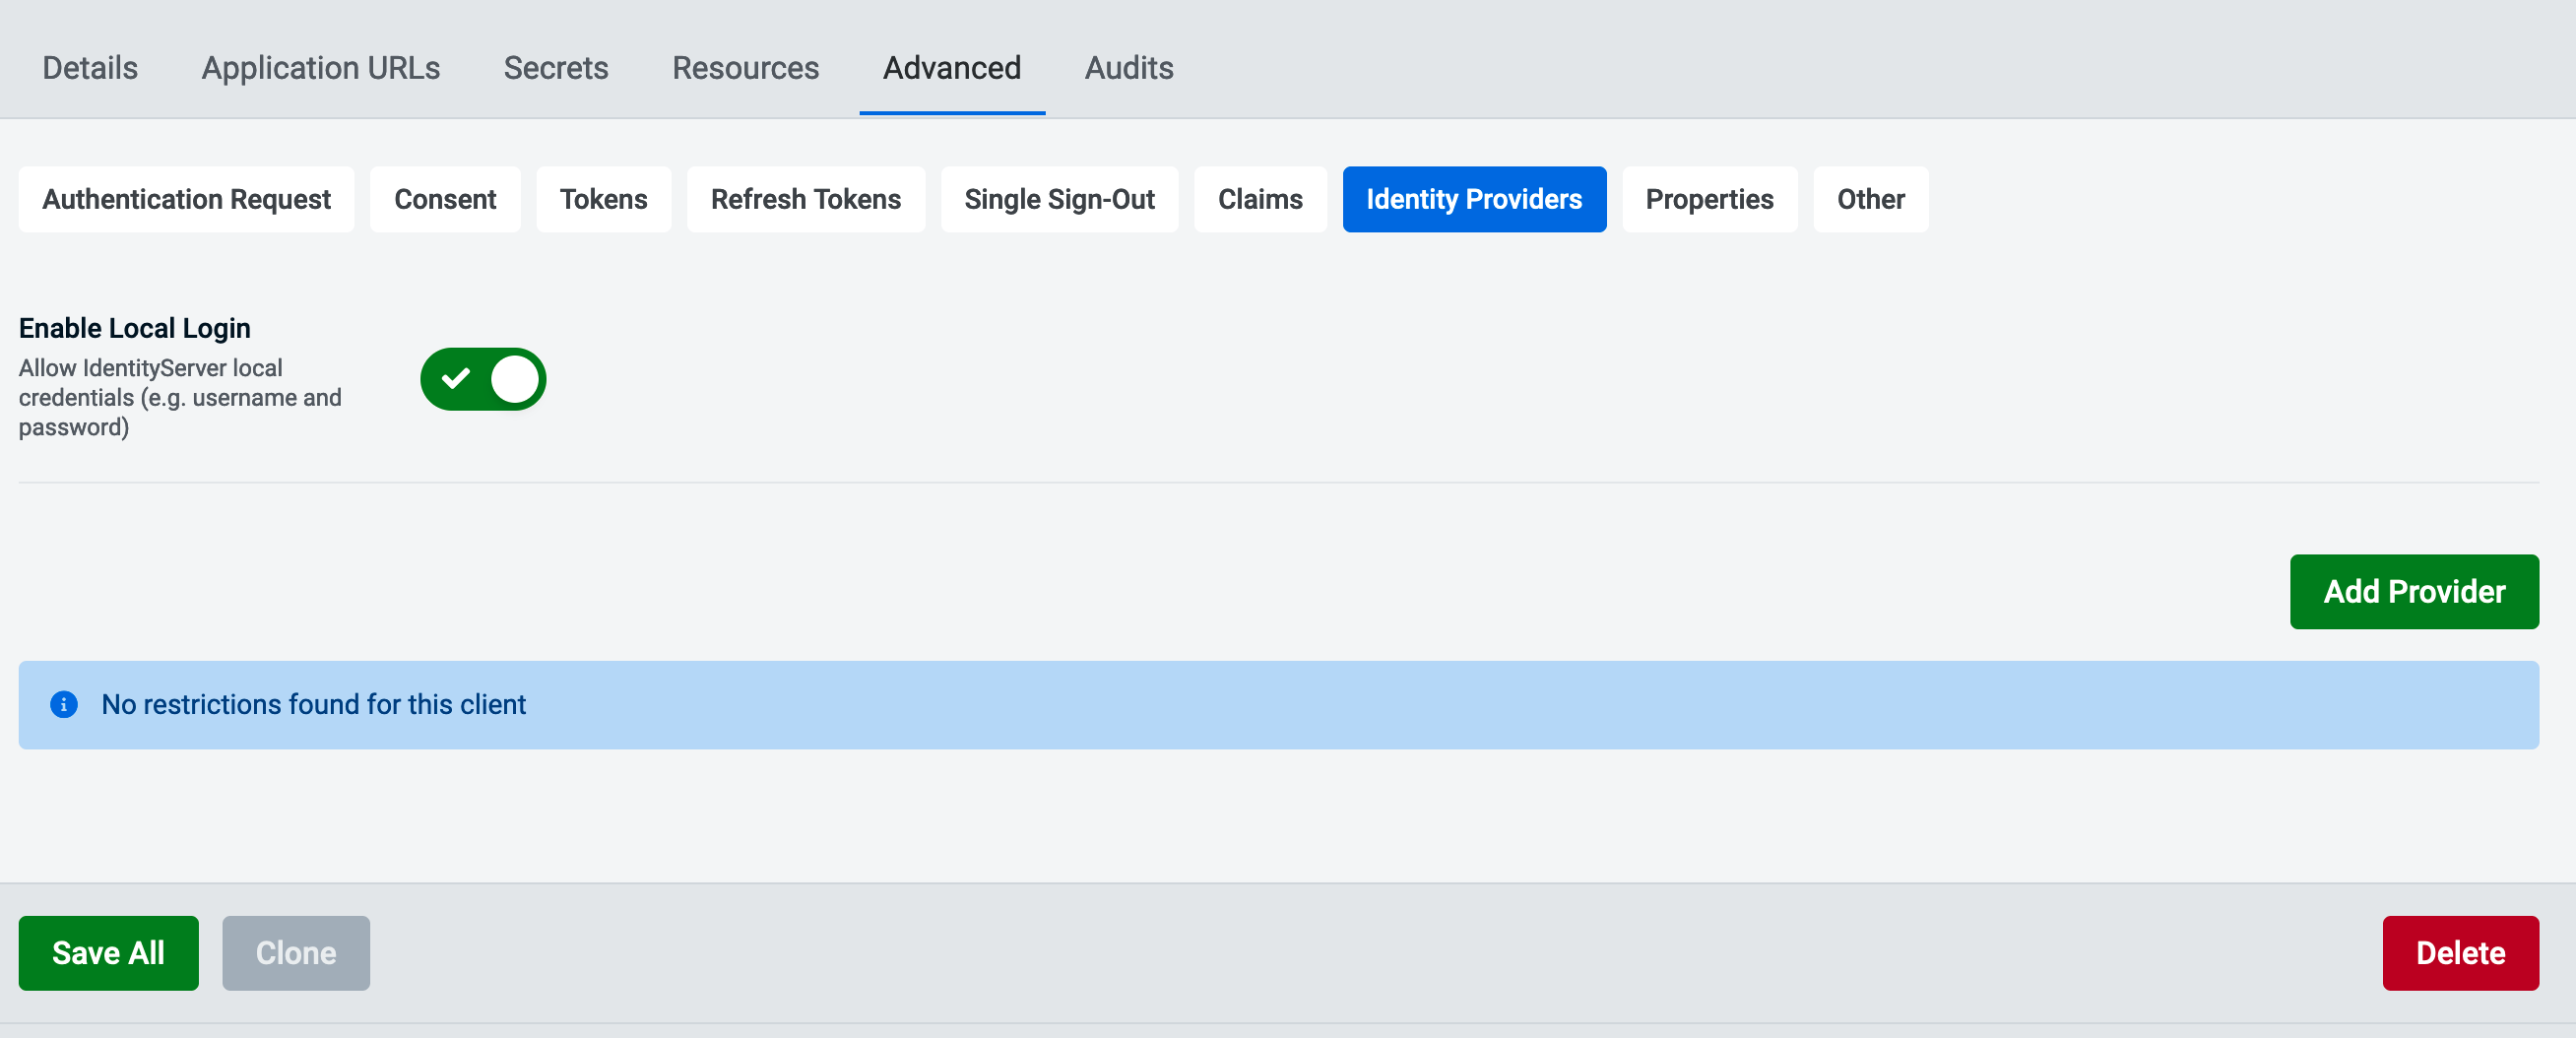 Details Application URLs Secrets Resources Advanced Audits
Authentication Request Consent Tokens Refresh Tokens Single Sign-Out Claims Identity Providers Properties Other
Enable Local Login
Allow IdentityServer local
credentials (e.g. username and
password)
Add Provider
No restrictions found for this client
Save All Clone Delete